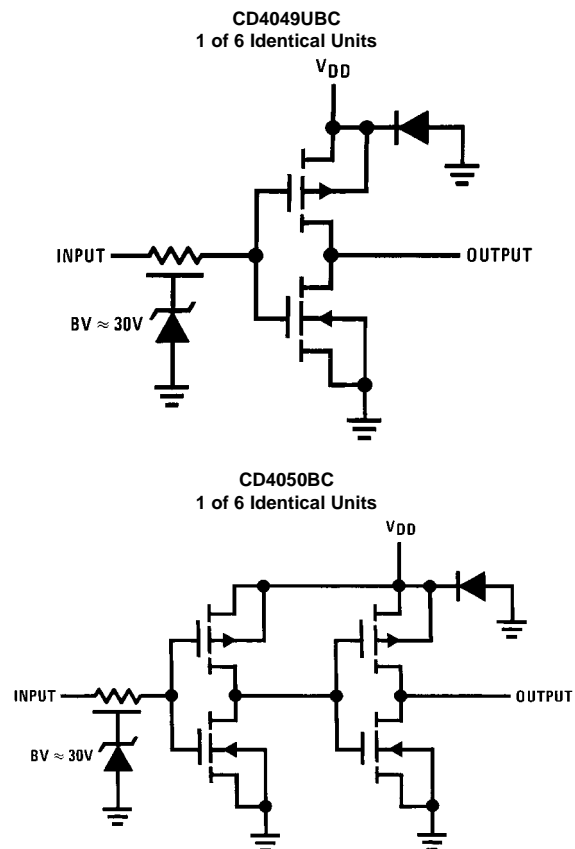 CD4049UBC
1 of 6 Identical Units
VDD
INPUT
OUTPUT
BV ≈ 30V
CD4050BC
1 of 6 Identical Units
VDD
INPUT
OUTPUT
BV ≈ 30V